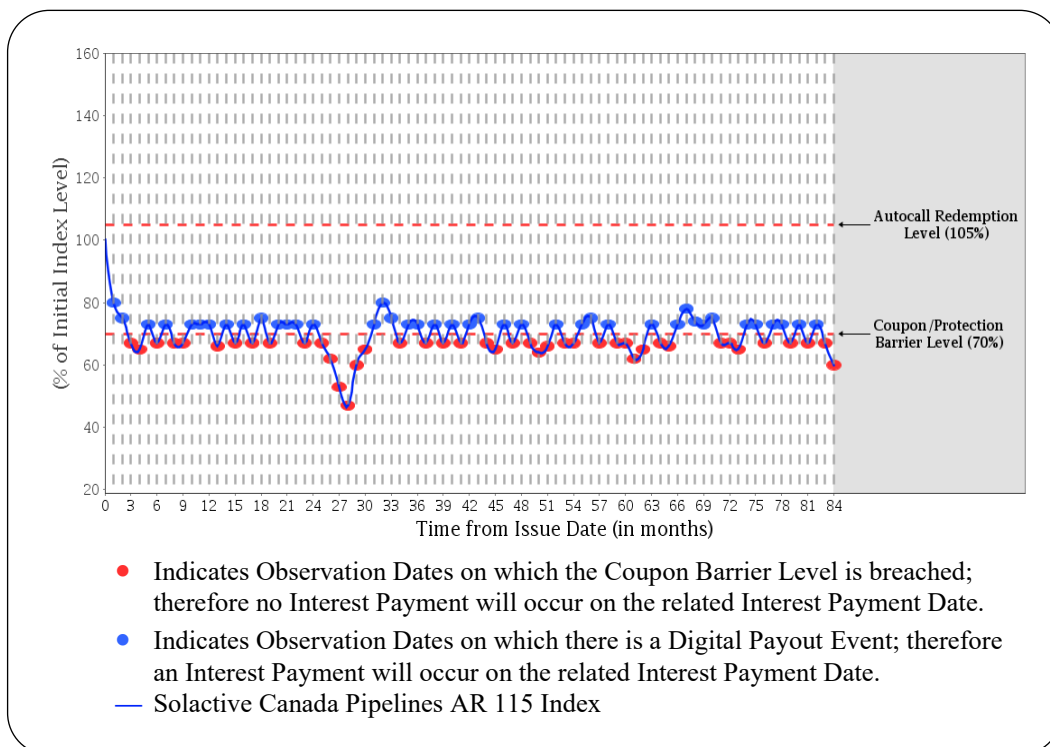 160
140
120
100
80
60
40
20
(% of Initial Index Level)
Autocall Redemption
Level (105%)
Coupon/Protection
Barrier Level (70%)
0 3 6 9 12 15 18 21 24 27 30 33 36 39 42 45 48 51 54 57 60 63 66 69 72 75 78 81 84
Time from Issue Date (in months)
Indicates Observation Dates on which the Coupon Barrier Level is breached;
therefore no Interest Payment will occur on the related Interest Payment Date.
Indicates Observation Dates on which there is a Digital Payout Event; therefore
an Interest Payment will occur on the related Interest Payment Date.
Solactive Canada Pipelines AR 115 Index